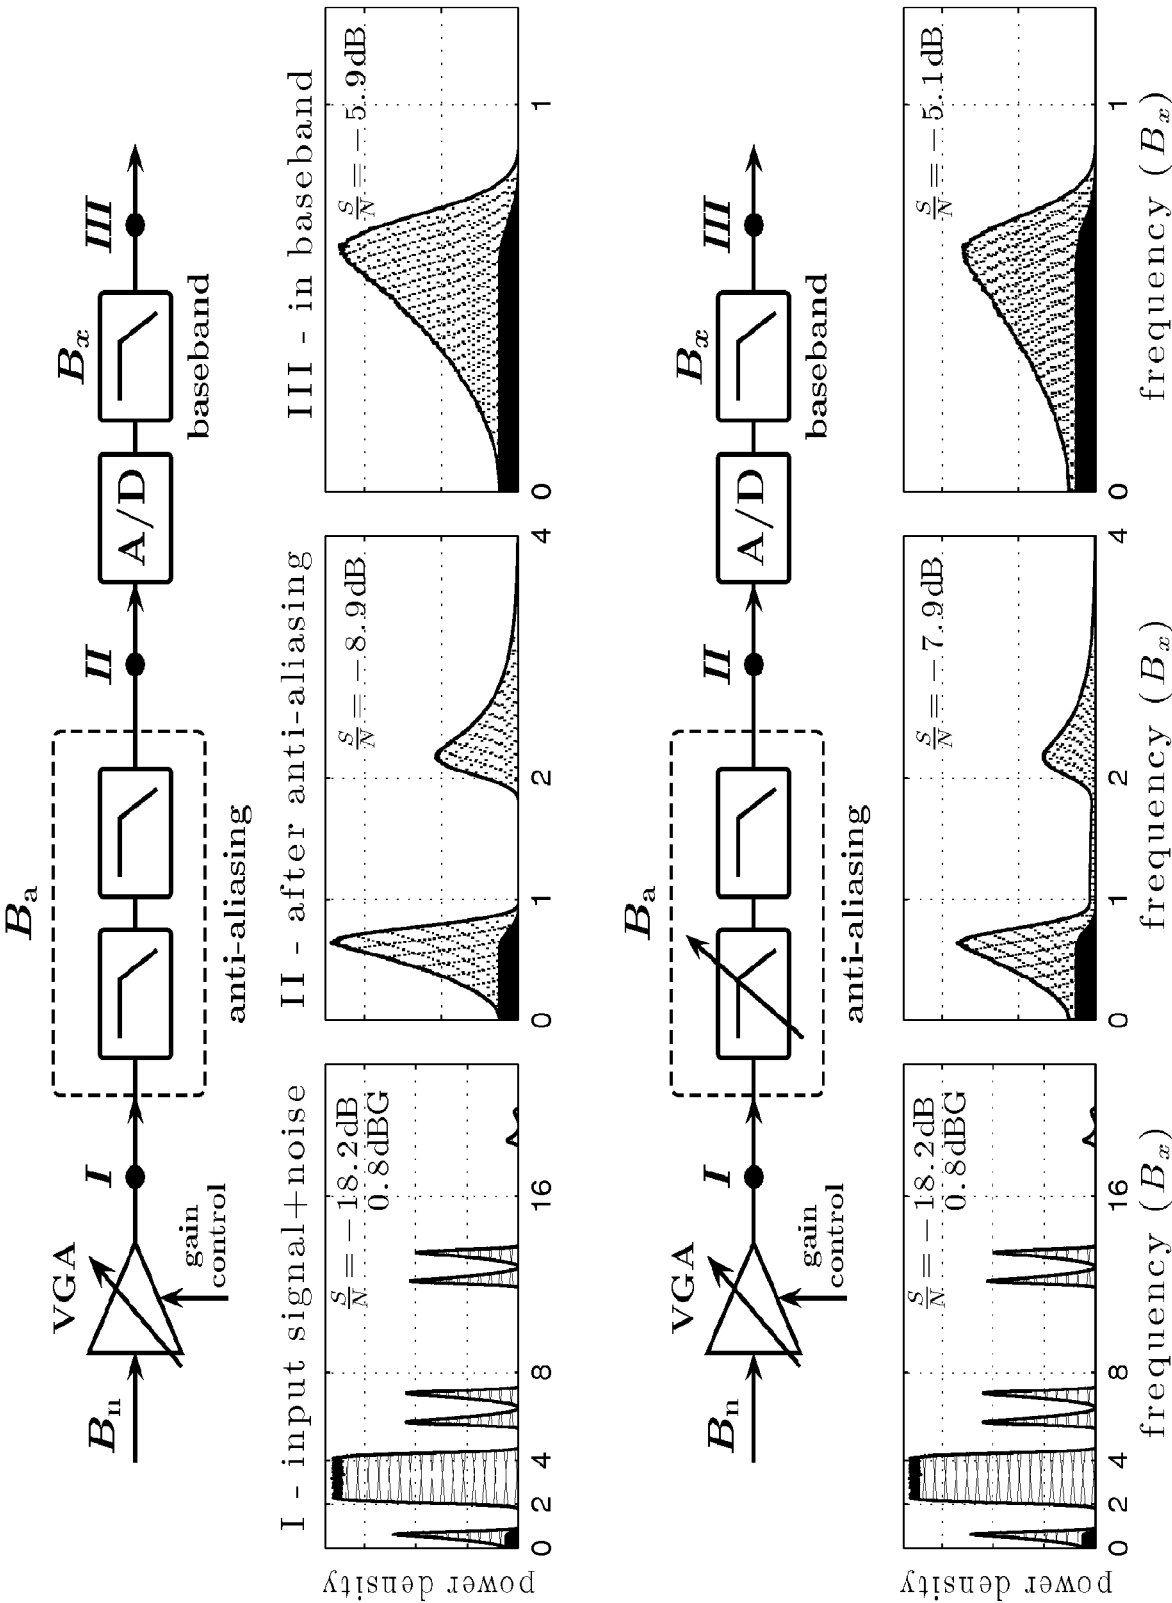 B_n
VGA
gain
control
I
B_a
anti-aliasing
II
A/D
B_x
baseband
III
I - input signal+noise
II - after anti-aliasing
III - in baseband
power density
S/N = −18.2dB
0.8dBG
0 2 4 8 16
S/N = −8.9dB
0 1 2 4
S/N = −5.9dB
0 1
B_n
VGA
gain
control
I
B_a
anti-aliasing
II
A/D
B_x
baseband
III
power density
S/N = −18.2dB
0.8dBG
0 2 4 8 16
frequency (B_x)
S/N = −7.9dB
0 1 2 4
frequency (B_x)
S/N = −5.1dB
0 1
frequency (B_x)